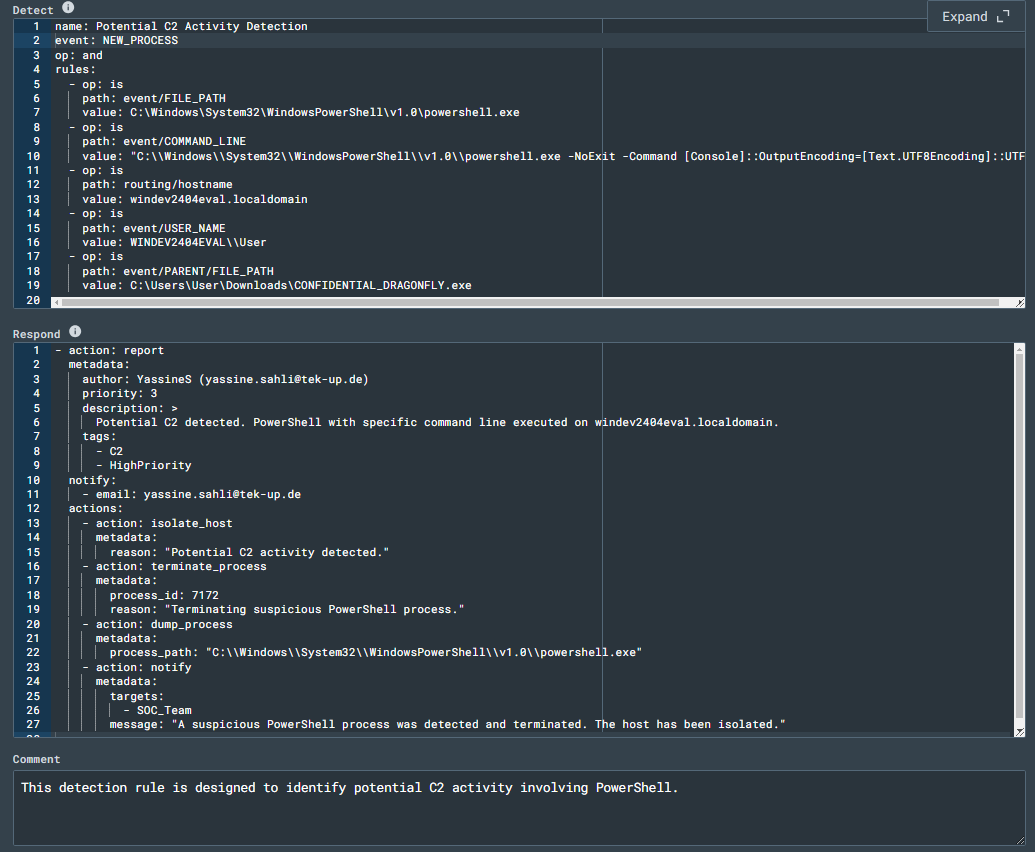 Detect
Expand
1 name: Potential C2 Activity Detection
2 event: NEW_PROCESS
3 op: and
4 rules:
5 - op: is
6 path: event/FILE_PATH
7 value: C:\Windows\System32\WindowsPowerShell\v1.0\powershell.exe
8 - op: is
9 path: event/COMMAND_LINE
10 value: "C:\\Windows\\System32\\WindowsPowerShell\\v1.0\\powershell.exe -NoExit -Command [Console]::OutputEncoding=[Text.UTF8Encoding]::UTF
11 - op: is
12 path: routing/hostname
13 value: windev2404eval.localdomain
14 - op: is
15 path: event/USER_NAME
16 value: WINDEV2404EVAL\\User
17 - op: is
18 path: event/PARENT/FILE_PATH
19 value: C:\Users\User\Downloads\CONFIDENTIAL_DRAGONFLY.exe
20
Respond
1 - action: report
2 metadata:
3 author: YassineS (yassine.sahli@tek-up.de)
4 priority: 3
5 description: >
6 Potential C2 detected. PowerShell with specific command line executed on windev2404eval.localdomain.
7 tags:
8 - C2
9 - HighPriority
10 notify:
11 - email: yassine.sahli@tek-up.de
12 actions:
13 - action: isolate_host
14 metadata:
15 reason: "Potential C2 activity detected."
16 - action: terminate_process
17 metadata:
18 process_id: 7172
19 reason: "Terminating suspicious PowerShell process."
20 - action: dump_process
21 metadata:
22 process_path: "C:\\Windows\\System32\\WindowsPowerShell\\v1.0\\powershell.exe"
23 - action: notify
24 metadata:
25 targets:
26 - SOC_Team
27 message: "A suspicious PowerShell process was detected and terminated. The host has been isolated."
Comment
This detection rule is designed to identify potential C2 activity involving PowerShell.